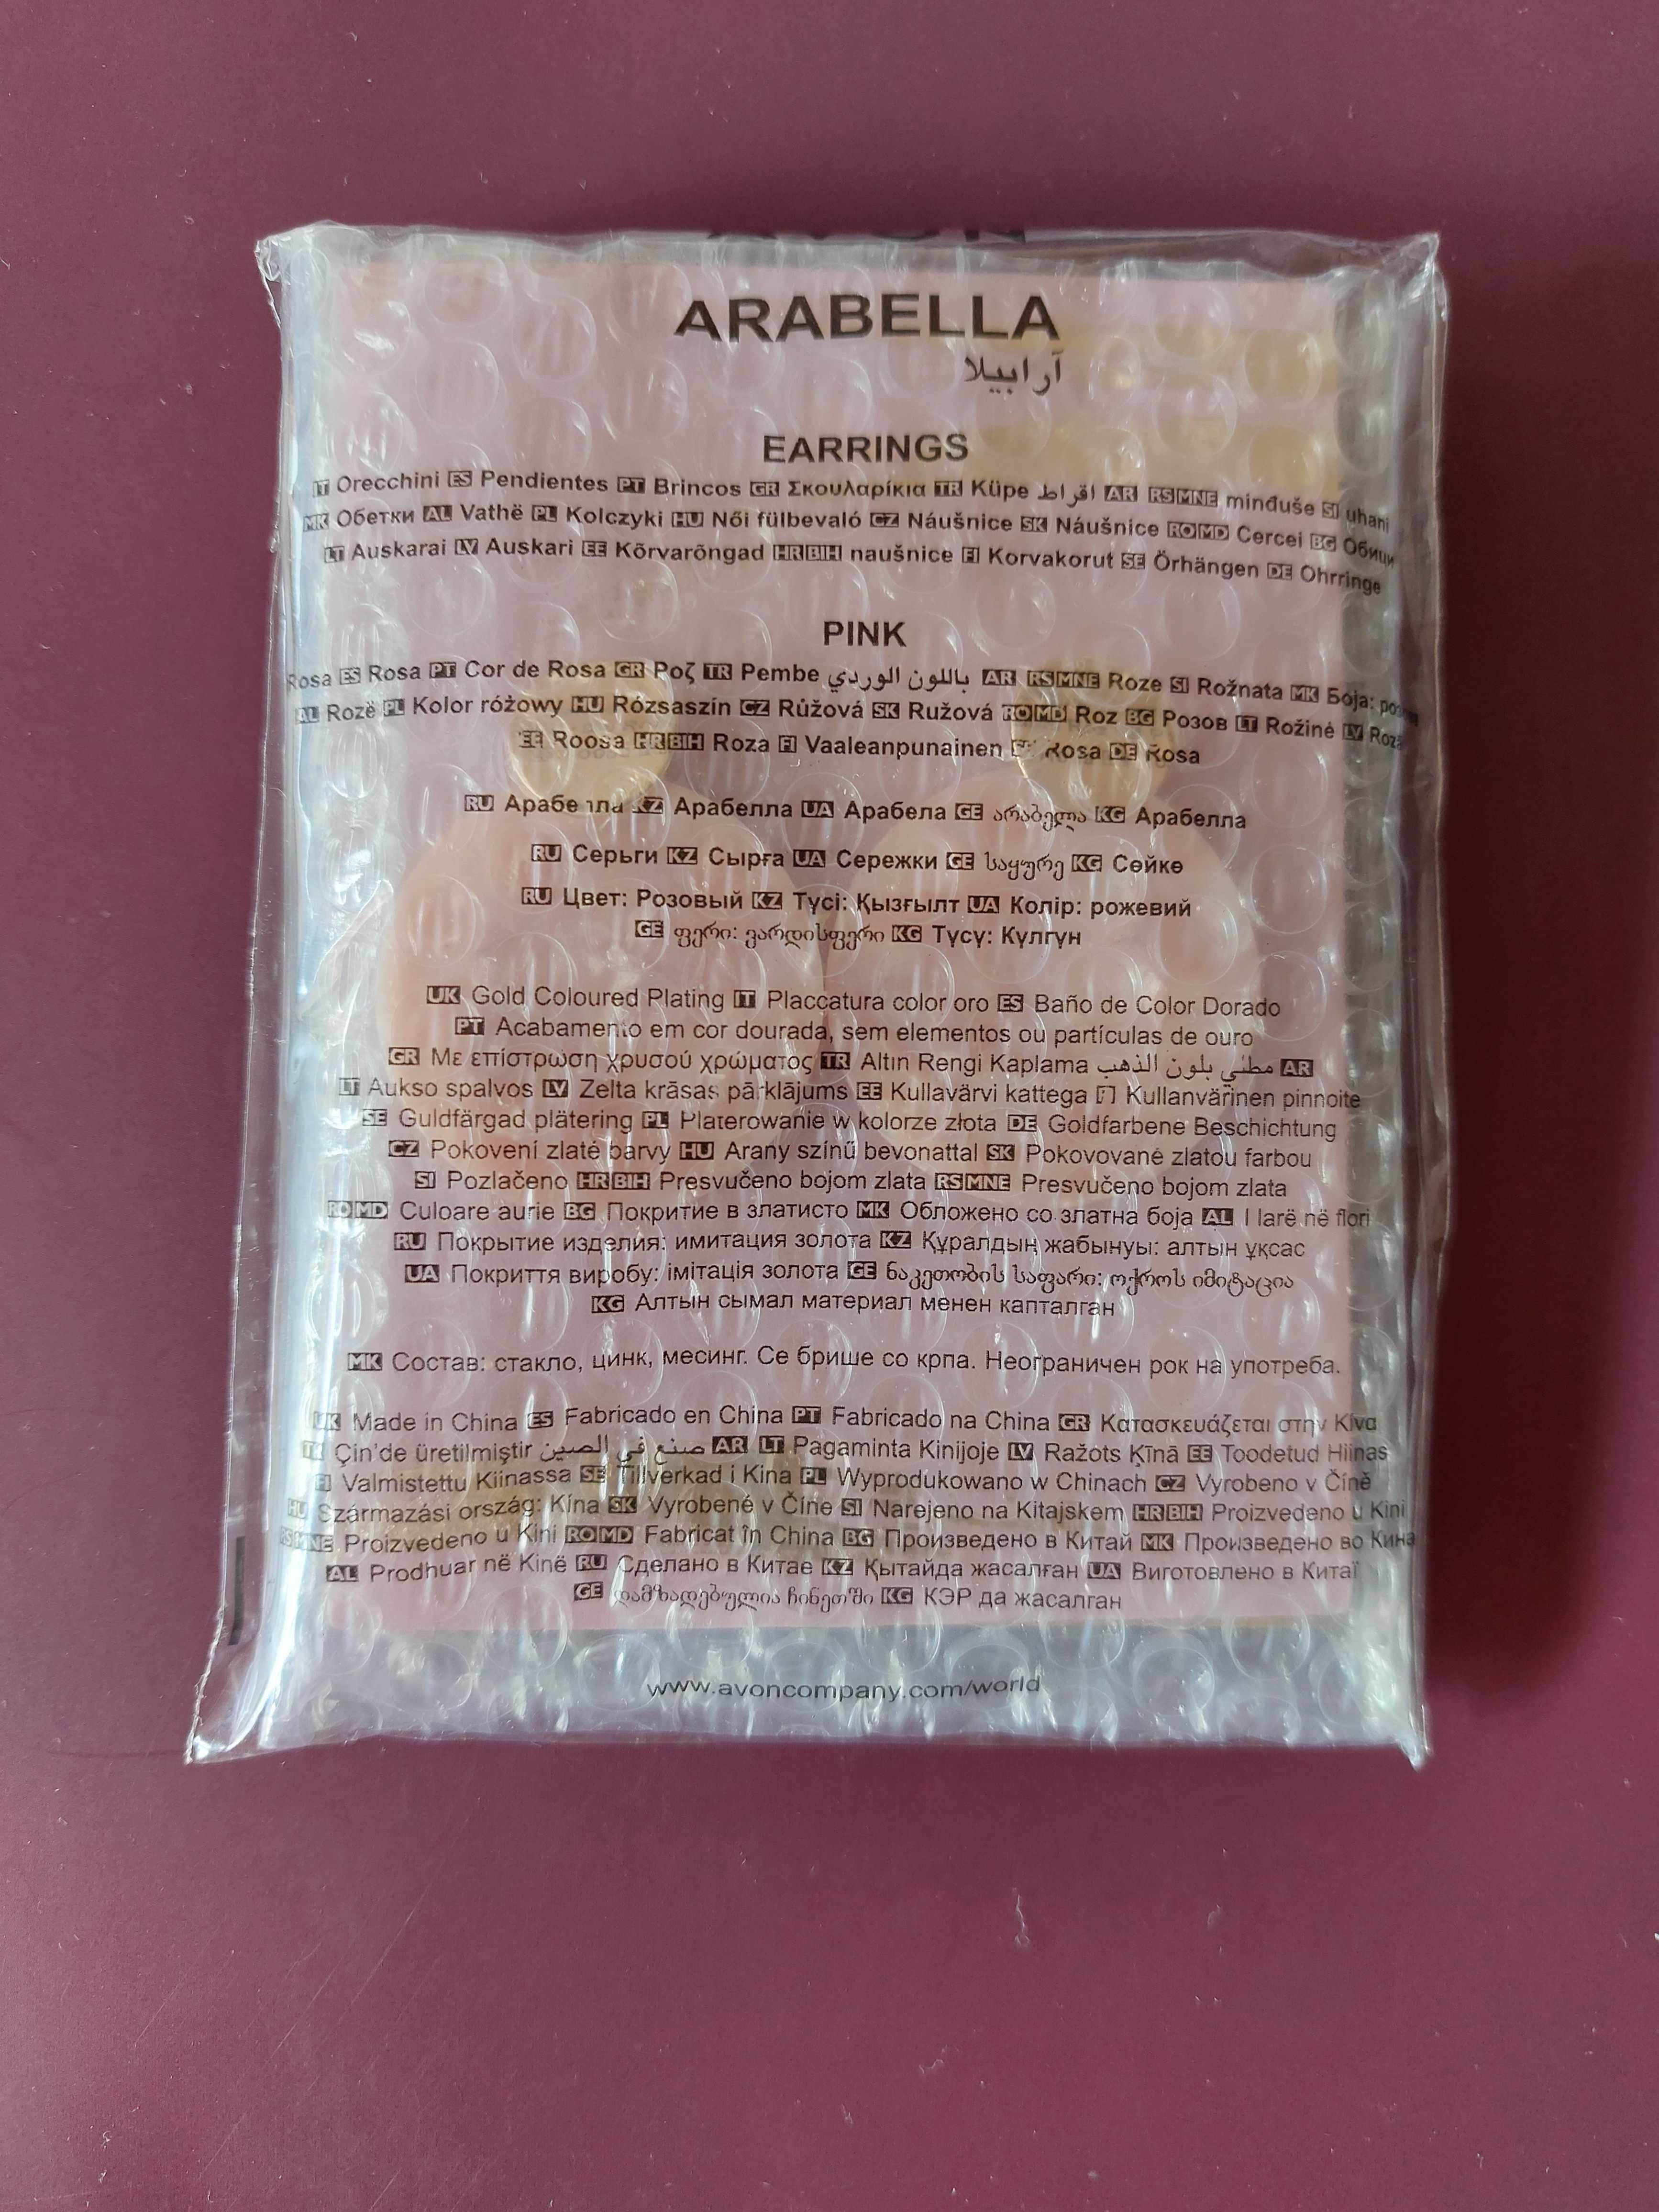 ARABELLA
آرابيلا
EARRINGS
IT Orecchini ES Pendientes PT Brincos GR Σκουλαρίκια TR Küpe اقراط AR RS MNE minđuše SI uhani
MK Обетки AL Vathë PL Kolczyki HU Női fülbevaló CZ Náušnice SK Náušnice RO MD Cercei BG Обици
LT Auskarai LV Auskari EE Kõrvarõngad HR BIH naušnice FI Korvakorut SE Örhängen DE Ohrringe
PINK
Rosa ES Rosa PT Cor de Rosa GR Ροζ TR Pembe باللون الوردي AR RS MNE Roze SI Rožnata MK Боја:
AL Rozë PL Kolor różowy HU Rózsaszín CZ Růžová SK Ružová RO MD Roz BG Розов LT Rožinė LV Roza
EE Roosa HR BIH Roza FI Vaaleanpunainen Rosa DE Rosa
RU Арабелла KZ Арабелла UA Арабела GE არაბელა KG Арабелла
RU Серьги KZ Сырға UA Сережки GE საყურე KG Сөйкө
RU Цвет: Розовый KZ Түсі: Қызғылт UA Колір: рожевий
GE ფერი: ვარდისფერი KG Түсү: Күлгүн
UK Gold Coloured Plating IT Placcatura color oro ES Baño de Color Dorado
PT Acabamento em cor dourada, sem elementos ou partículas de ouro
GR Με επίστρωση χρυσού χρώματος TR Altın Rengi Kaplama مطلي بلون الذهب AR
LT Aukso spalvos LV Zelta krāsas pārklājums EE Kullavärvi kattega FI Kullanvärinen pinnoite
SE Guldfärgad plätering PL Platerowanie w kolorze złota DE Goldfarbene Beschichtung
CZ Pokovení zlaté barvy HU Arany színű bevonattal SK Pokovované zlatou farbou
SI Pozlačeno HR BIH Presvučeno bojom zlata RS MNE Presvučeno bojom zlata
RO MD Culoare aurie BG Покритие в златисто MK Обложено со златна боја AL I larë në flori
RU Покрытие изделия: имитация золота KZ Құралдың жабынуы: алтын ұқсас
UA Покриття виробу: імітація золота GE ნაკეთობის საფარი: ოქროს იმიტაცია
KG Алтын сымал материал менен капталган
MK Состав: стакло, цинк, месинг. Се брише со крпа. Неограничен рок на употреба.
UK Made in China ES Fabricado en China PT Fabricado na China GR Κατασκευάζεται στην Κίνα
TR Çin'de üretilmiştir صنع في الصين AR LT Pagaminta Kinijoje LV Ražots Ķīnā EE Toodetud Hiinas
FI Valmistettu Kiinassa SE Tillverkad i Kina PL Wyprodukowano w Chinach CZ Vyrobeno v Číně
HU Származási ország: Kína SK Vyrobené v Číne SI Narejeno na Kitajskem HR BIH Proizvedeno u Kini
RS MNE Proizvedeno u Kini RO MD Fabricat în China BG Произведено в Китай MK Произведено во Кина
AL Prodhuar në Kinë RU Сделано в Китае KZ Қытайда жасалған UA Виготовлено в Китаї
GE დამზადებულია ჩინეთში KG КЭР да жасалган
www.avoncompany.com/world